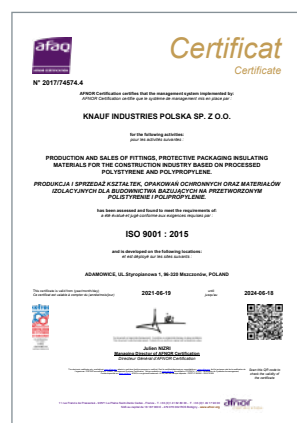 afaq
Certificat
Certificate
N° 2017/74574.4
AFNOR Certification certifies that the management system implemented by:
AFNOR Certification certifie que le système de management mis en place par :
KNAUF INDUSTRIES POLSKA SP. Z O.O.
for the following activities:
pour les activités suivantes :
PRODUCTION AND SALES OF FITTINGS, PROTECTIVE PACKAGING INSULATING
MATERIALS FOR THE CONSTRUCTION INDUSTRY BASED ON PROCESSED
POLYSTYRENE AND POLYPROPYLENE.
PRODUKCJA I SPRZEDAŻ KSZTAŁTEK, OPAKOWAŃ OCHRONNYCH ORAZ MATERIAŁÓW
IZOLACYJNYCH DLA BUDOWNICTWA BAZUJĄCYCH NA PRZETWORZONYM
POLISTYRENIE I POLIPROPYLENIE.
has been assessed and found to meet the requirements of:
a été évalué et jugé conforme aux exigences requises par :
ISO 9001 : 2015
and is developed on the following locations:
et est déployé sur les sites suivants :
ADAMOWICE, UL.Styropianowa 1, 96-320 Mszczonów, POLAND
This certificate is valid from (year/month/day)
Ce certificat est valable à compter du (année/mois/jour)
2021-06-19
until
jusqu'au
2024-06-18
Julien NIZRI
Managing Director of AFNOR Certification
Directeur Général d'AFNOR Certification
Scan this QR code to
check the validity of
the certificate
afnor